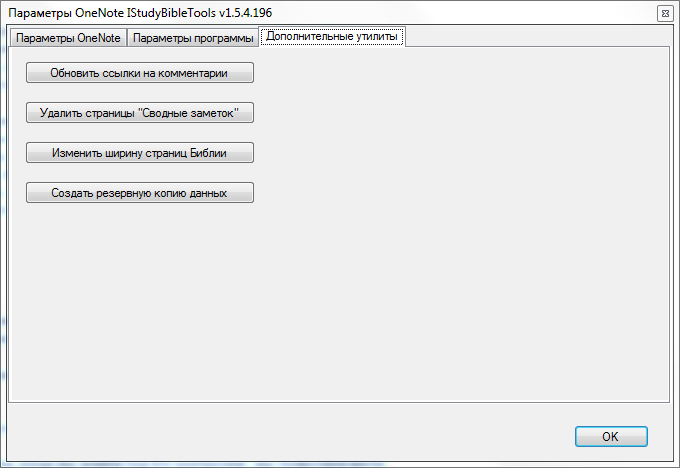 Параметры OneNote IStudyBibleTools v1.5.4.196
Параметры OneNote Параметры программы Дополнительные утилиты
Обновить ссылки на комментарии
Удалить страницы "Сводные заметок"
Изменить ширину страниц Библии
Создать резервную копию данных
OK